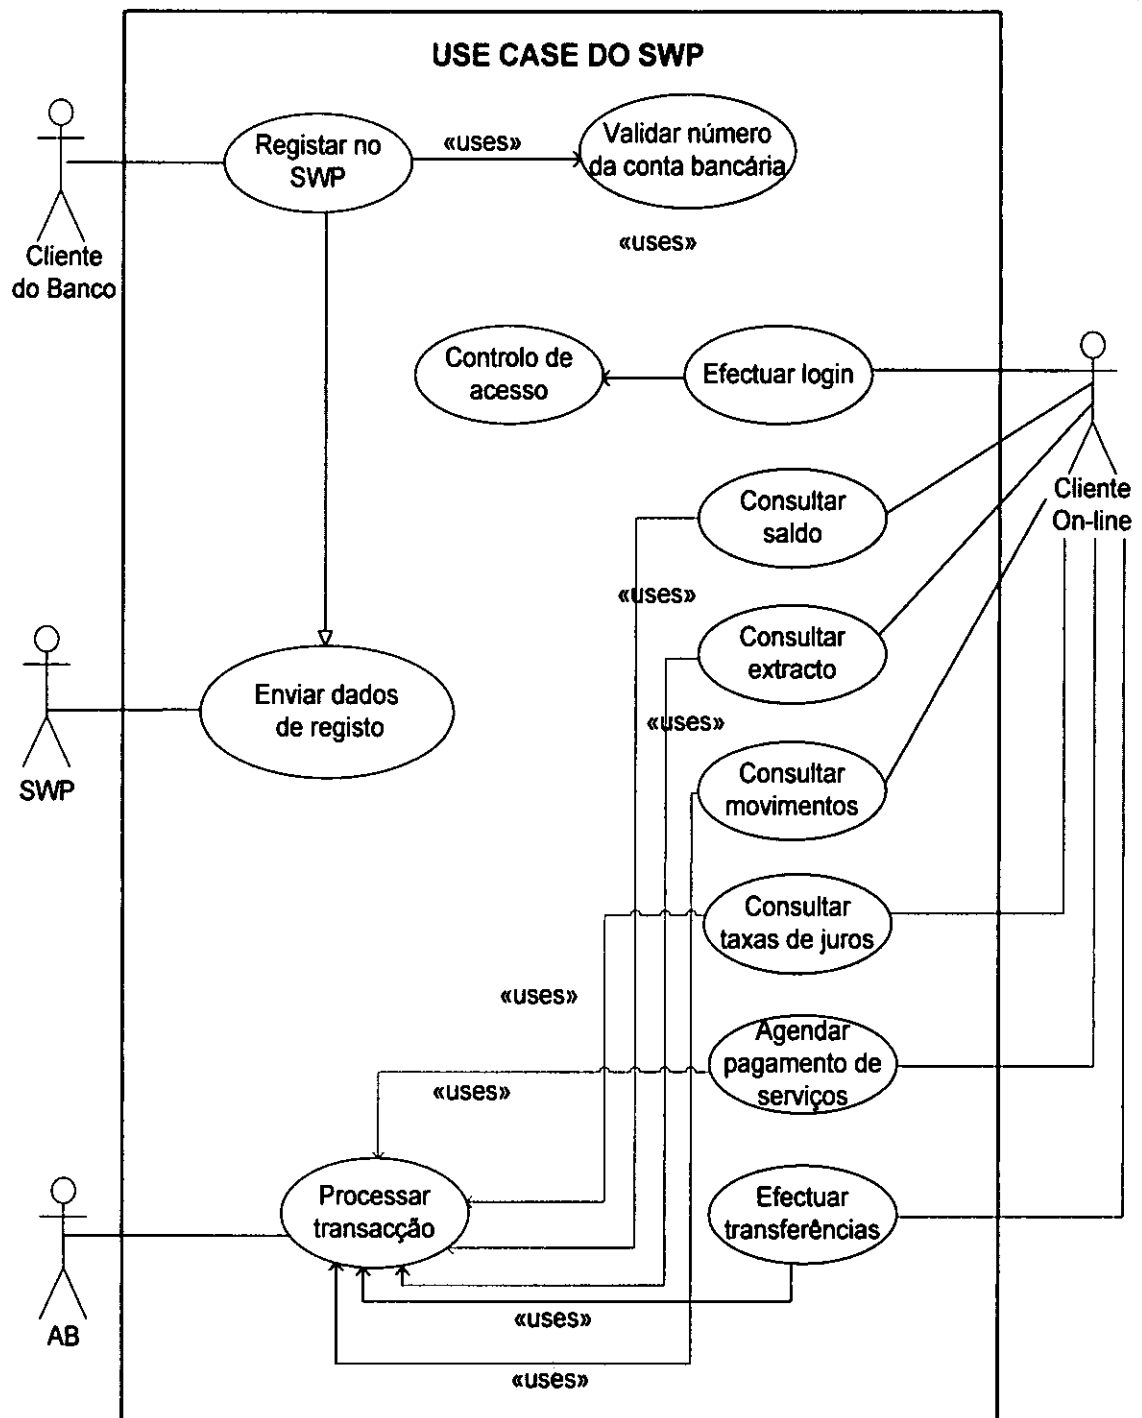 USE CASE DO SWP
Registar no
SWP
«uses»
Validar número
da conta bancária
Cliente
do Banco
«uses»
Controlo de
acesso
Efectuar login
Cliente
On-line
Consultar
saldo
«uses»
Consultar
extracto
Enviar dados
de registo
«uses»
SWP
Consultar
movimentos
Consultar
taxas de juros
«uses»
Agendar
pagamento de
serviços
«uses»
Processar
transacção
Efectuar
transferências
AB
«uses»
«uses»